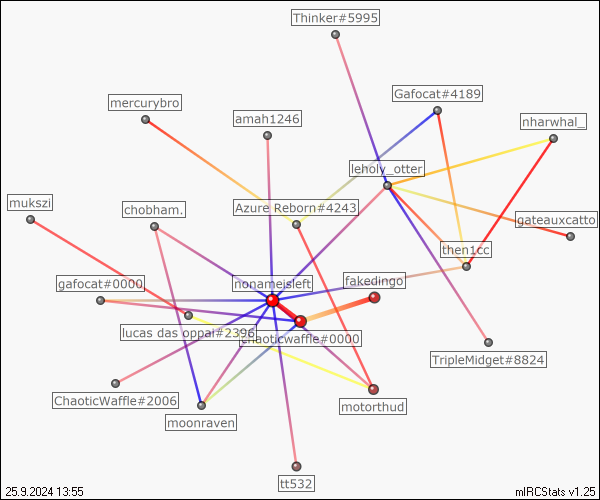 Thinker#5995
Gafocat#4189
mercurybro
amah1246
nharwhal_
leholy_otter
mukszi
chobham.
Azure Reborn#4243
gateauxcatto
then1cc
gafocat#0000
nonameisleft
fakedingo
lucas das oppai#2396
chaoticwaffle#0000
TripleMidget#8824
ChaoticWaffle#2006
motorthud
moonraven
tt532
25.9.2024 13:55
mIRCStats v1.25